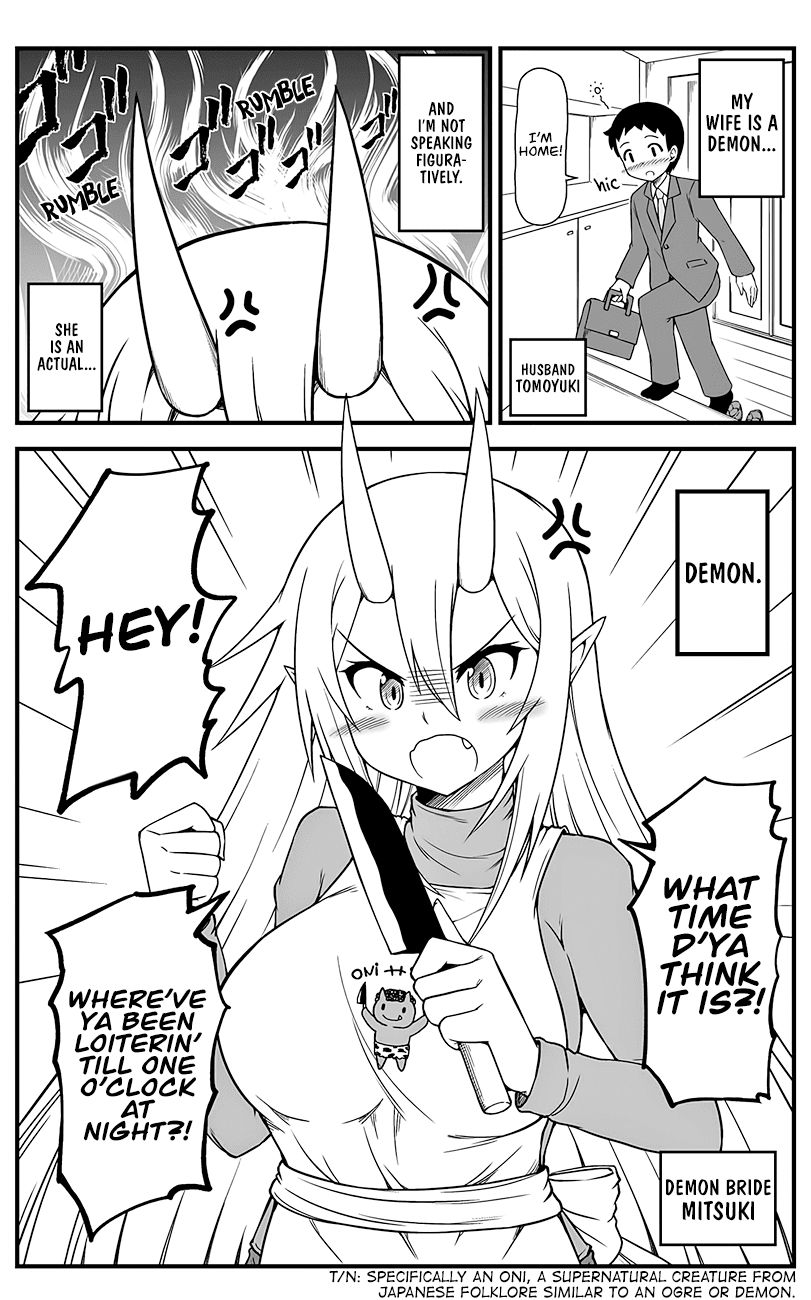 MY
WIFE IS A
DEMON...
I'M
HOME!
hic
HUSBAND
TOMOYUKI
AND
I'M NOT
SPEAKING
FIGURA-
TIVELY.
RUMBLE
RUMBLE
ゴゴゴゴゴ
SHE
IS AN
ACTUAL...
DEMON.
HEY!
WHAT
TIME
D'YA
THINK
IT IS?!
WHERE'VE
YA BEEN
LOITERIN'
TILL ONE
O'CLOCK
AT
NIGHT?!
ONi
DEMON BRIDE
MITSUKI
T/N: SPECIFICALLY AN ONI, A SUPERNATURAL CREATURE FROM
JAPANESE FOLKLORE SIMILAR TO AN OGRE OR DEMON.